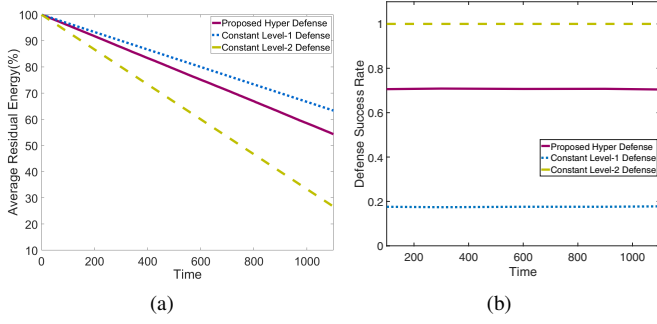 Average Residual Energy(%)
100
90
80
70
60
50
40
30
20
10
0
200
400
600
800
1000
Time
Proposed Hyper Defense
Constant Level-1 Defense
Constant Level-2 Defense
(a)
Defense Success Rate
1
0.8
0.6
0.4
0.2
0
200
400
600
800
1000
Time
Proposed Hyper Defense
Constant Level-1 Defense
Constant Level-2 Defense
(b)